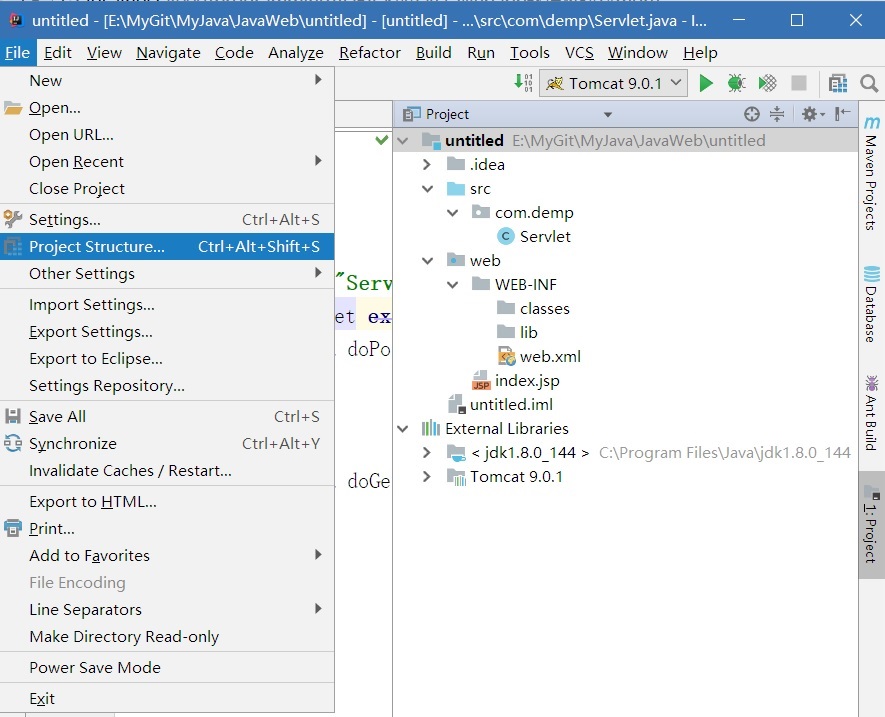 untitled - [E:\MyGit\MyJava\JavaWeb\untitled] - [untitled] - ...\src\com\demp\Servlet.java - I...
File Edit View Navigate Code Analyze Refactor Build Run Tools VCS Window Help
Tomcat 9.0.1
New
Open...
Open URL...
Open Recent
Close Project
Settings... Ctrl+Alt+S
Project Structure... Ctrl+Alt+Shift+S
Other Settings
Import Settings...
Export Settings...
Export to Eclipse...
Settings Repository...
Save All Ctrl+S
Synchronize Ctrl+Alt+Y
Invalidate Caches / Restart...
Export to HTML...
Print...
Add to Favorites
File Encoding
Line Separators
Make Directory Read-only
Power Save Mode
Exit
"Serv
et ex
doPo
doGe
Project
untitled E:\MyGit\MyJava\JavaWeb\untitled
.idea
src
com.demp
C Servlet
web
WEB-INF
classes
lib
web.xml
JSP index.jsp
untitled.iml
External Libraries
< jdk1.8.0_144 > C:\Program Files\Java\jdk1.8.0_144
Tomcat 9.0.1
m Maven Projects
Database
Ant Build
1: Project